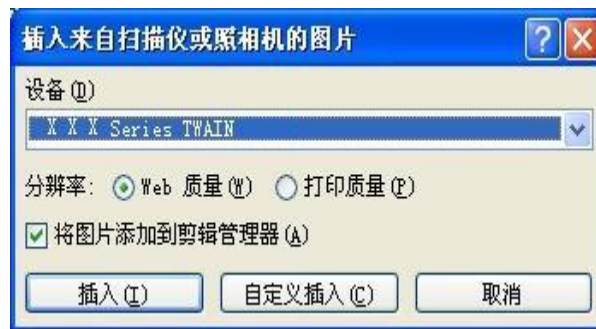 插入来自扫描仪或照相机的图片
设备(D)
X X X Series TWAIN
分辨率: Web 质量(W) 打印质量(P)
将图片添加到剪辑管理器(A)
插入(I) 自定义插入(C) 取消